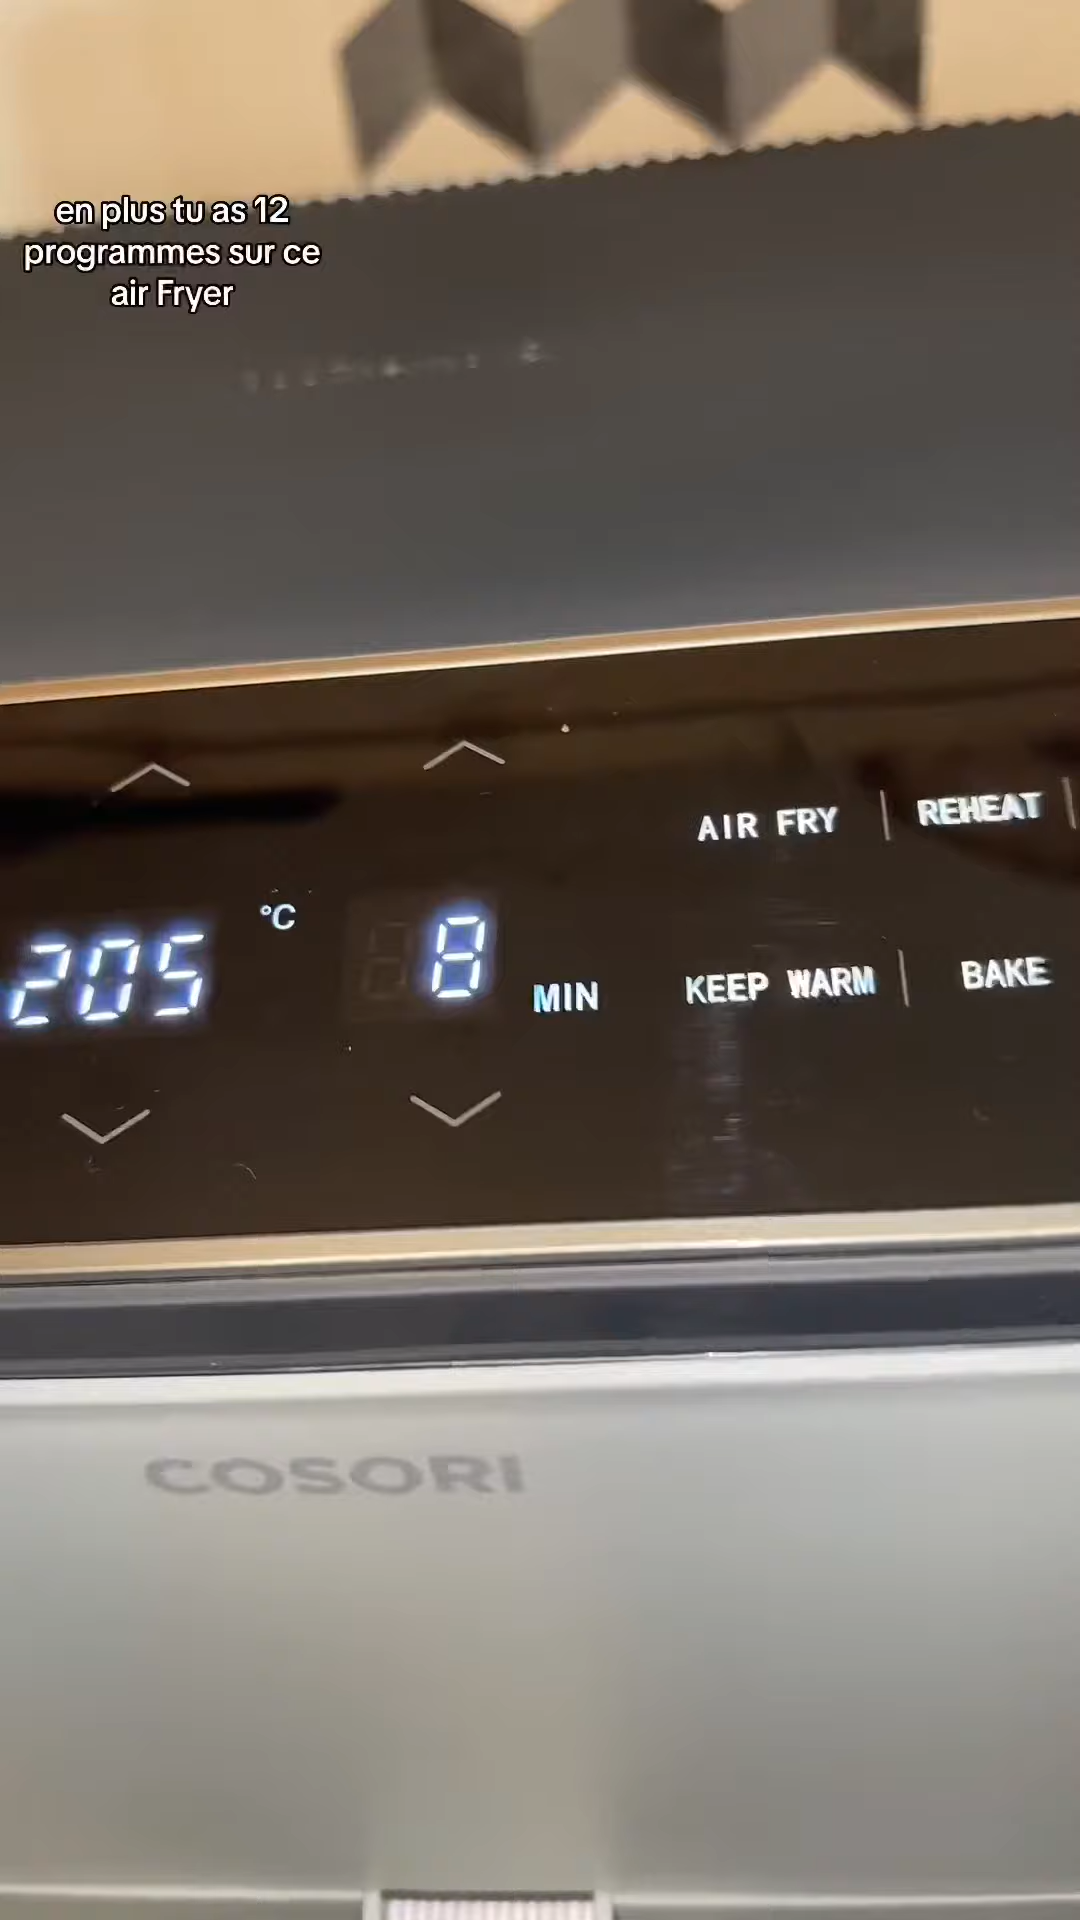 en plus tu as 12
programmes sur ce
air Fryer
AIR FRY | REHEAT |
205 °C 8 MIN
KEEP WARM | BAKE
COSORI